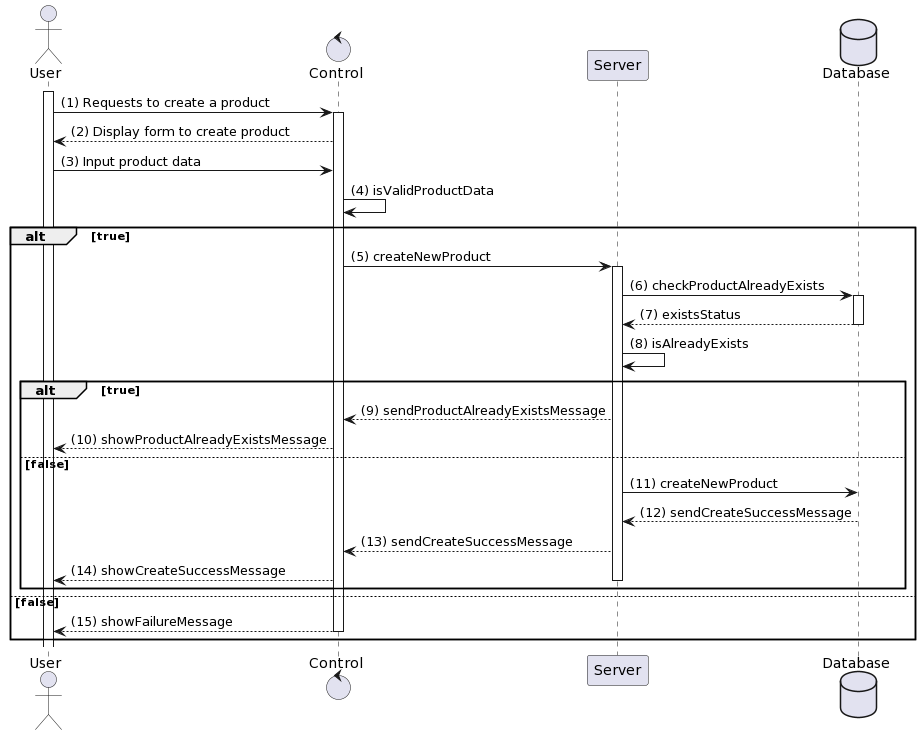 User
Control
Server
Database
(1) Requests to create a product
(2) Display form to create product
(3) Input product data
(4) isValidProductData
alt [true]
(5) createNewProduct
(6) checkProductAlreadyExists
(7) existsStatus
(8) isAlreadyExists
alt [true]
(9) sendProductAlreadyExistsMessage
(10) showProductAlreadyExistsMessage
[false]
(11) createNewProduct
(12) sendCreateSuccessMessage
(13) sendCreateSuccessMessage
(14) showCreateSuccessMessage
[false]
(15) showFailureMessage
User
Control
Server
Database